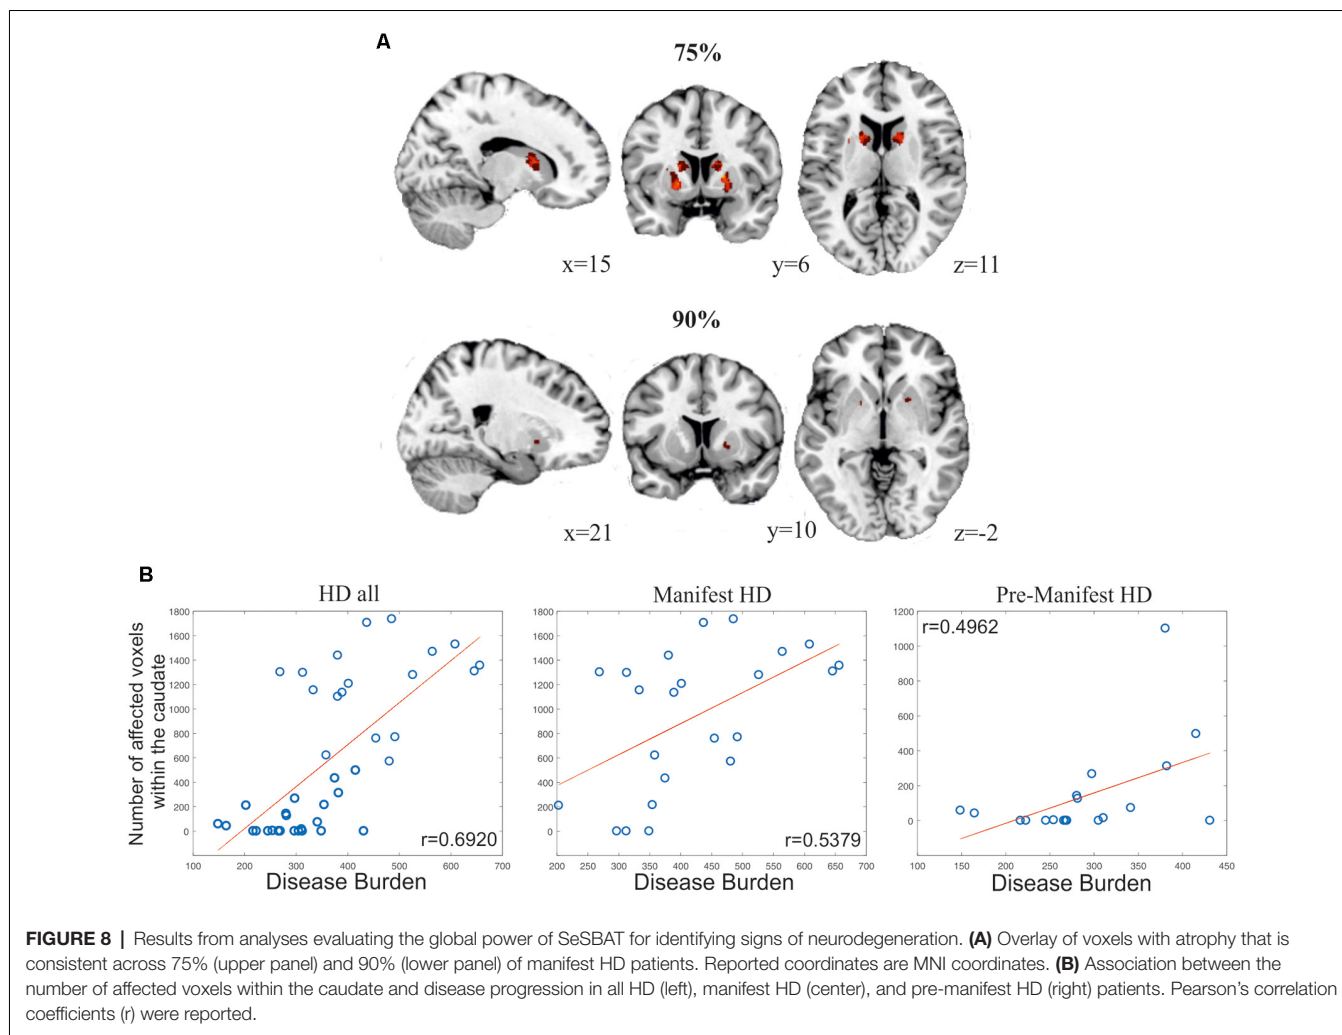 A
75%
x=15
y=6
z=11
90%
x=21
y=10
z=-2
B
HD all
Number of affected voxels
within the caudate
1800
1600
1400
1200
1000
800
600
400
200
0
r=0.6920
100 200 300 400 500 600 700
Disease Burden
Manifest HD
1800
1600
1400
1200
1000
800
600
400
200
0
r=0.5379
200 250 300 350 400 450 500 550 600 650 700
Disease Burden
Pre-Manifest HD
r=0.4962
1200
1000
800
600
400
200
0
100 150 200 250 300 350 400 450
Disease Burden
FIGURE 8 | Results from analyses evaluating the global power of SeSBAT for identifying signs of neurodegeneration. (A) Overlay of voxels with atrophy that is
consistent across 75% (upper panel) and 90% (lower panel) of manifest HD patients. Reported coordinates are MNI coordinates. (B) Association between the
number of affected voxels within the caudate and disease progression in all HD (left), manifest HD (center), and pre-manifest HD (right) patients. Pearson’s correlation
coefficients (r) were reported.